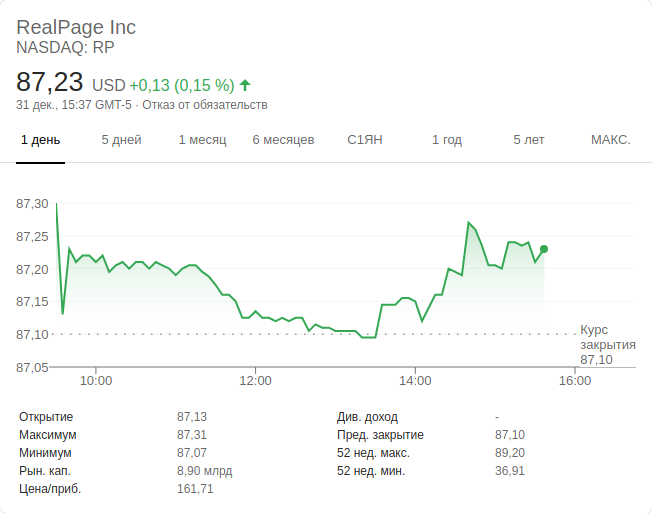 RealPage Inc
NASDAQ: RP
87,23 USD +0,13 (0,15 %)
31 дек., 15:37 GMT-5 · Отказ от обязательств
1 день 5 дней 1 месяц 6 месяцев С1ЯН 1 год 5 лет МАКС.
87,30
87,25
87,20
87,15
87,10
87,05
Курс
закрытия
87,10
10:00 12:00 14:00 16:00
Открытие 87,13 Див. доход -
Максимум 87,31 Пред. закрытие 87,10
Минимум 87,07 52 нед. макс. 89,20
Рын. кап. 8,90 млрд 52 нед. мин. 36,91
Цена/приб. 161,71